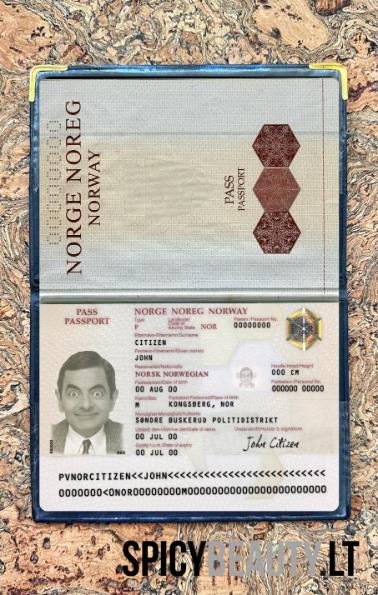 NORGE NOREG
NORWAY
PASS
PASSPORT
PASS
PASSPORT
NORGE NOREG NORWAY
P NOR 00000000
CITIZEN
JOHN
NORSK NORWEGIAN
000 CM
00 AUG 00
000000 00000
M KONGSBERG, NOR
SØNDRE BUSKERUD POLITIDISTRIKT
00 JUL 00
00 JUL 00
John Citizen
PVNORCITIZEN<<JOHN<<<<<<<<<<<<<<<<<<<<<<<<<<
0000000<0NOR0000000M00000000000000000000000
SPICYBEAUTY.LT